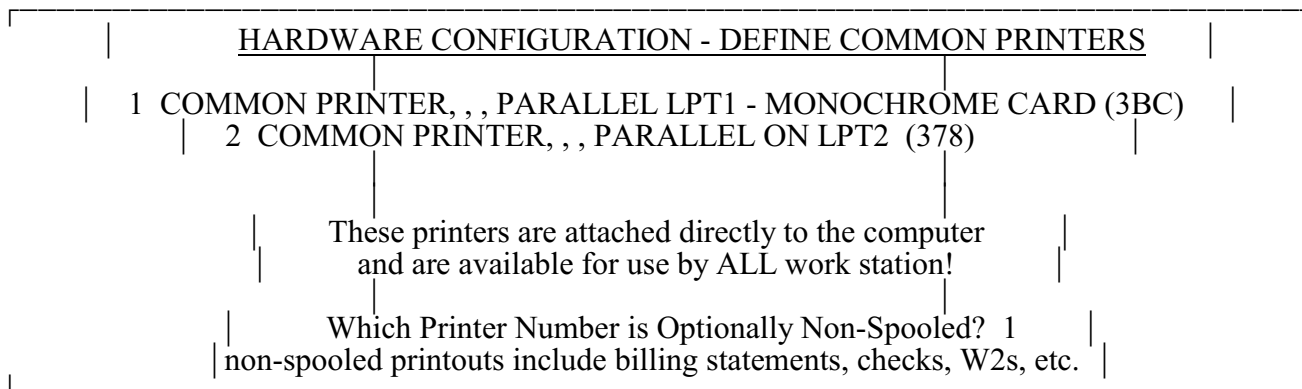 HARDWARE CONFIGURATION - DEFINE COMMON PRINTERS
1 COMMON PRINTER, , , PARALLEL LPT1 - MONOCHROME CARD (3BC)
2 COMMON PRINTER, , , PARALLEL ON LPT2 (378)
These printers are attached directly to the computer
and are available for use by ALL work station!
Which Printer Number is Optionally Non-Spooled? 1
non-spooled printouts include billing statements, checks, W2s, etc.